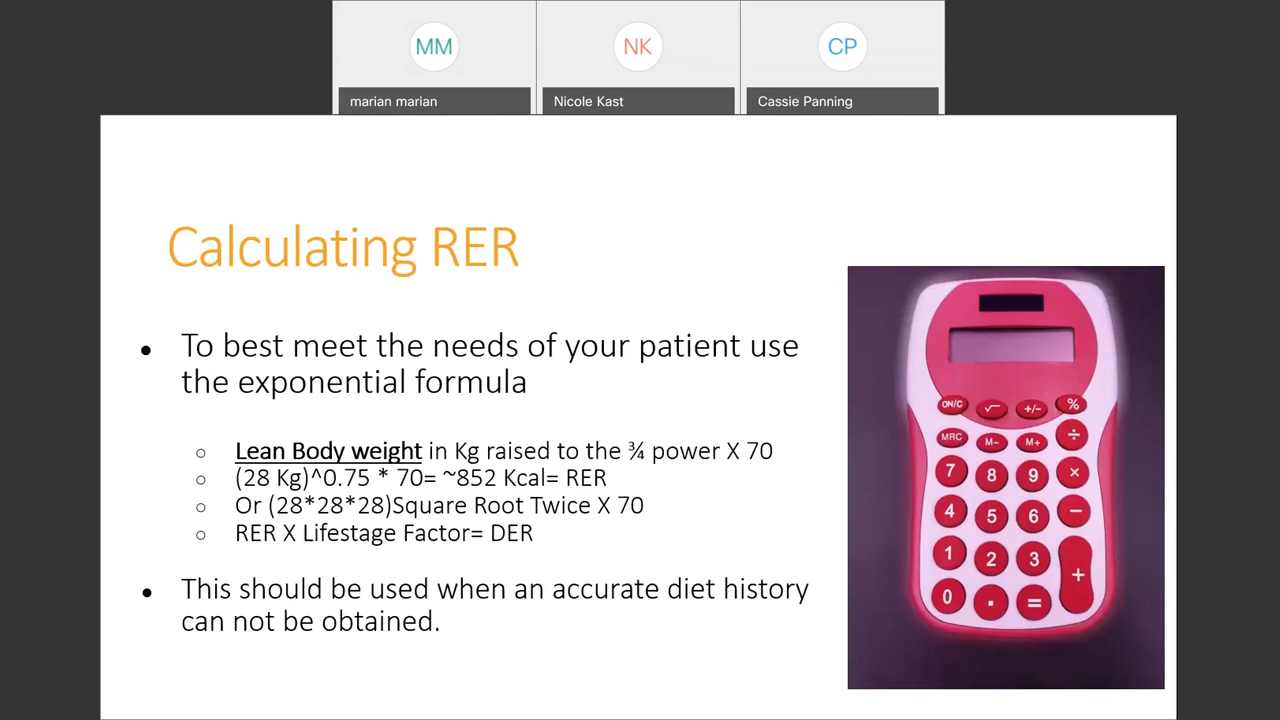 MM
NK
CP
marian marian
Nicole Kast
Cassie Panning
Calculating RER
● To best meet the needs of your patient use
the exponential formula
○ Lean Body weight in Kg raised to the ¾ power X 70
○ (28 Kg)^0.75 * 70= ~852 Kcal= RER
○ Or (28*28*28)Square Root Twice X 70
○ RER X Lifestage Factor= DER
● This should be used when an accurate diet history
can not be obtained.
ON/C √ +/- %
MRC M- M+ ÷
7 8 9 ×
4 5 6 −
1 2 3 +
0 . =